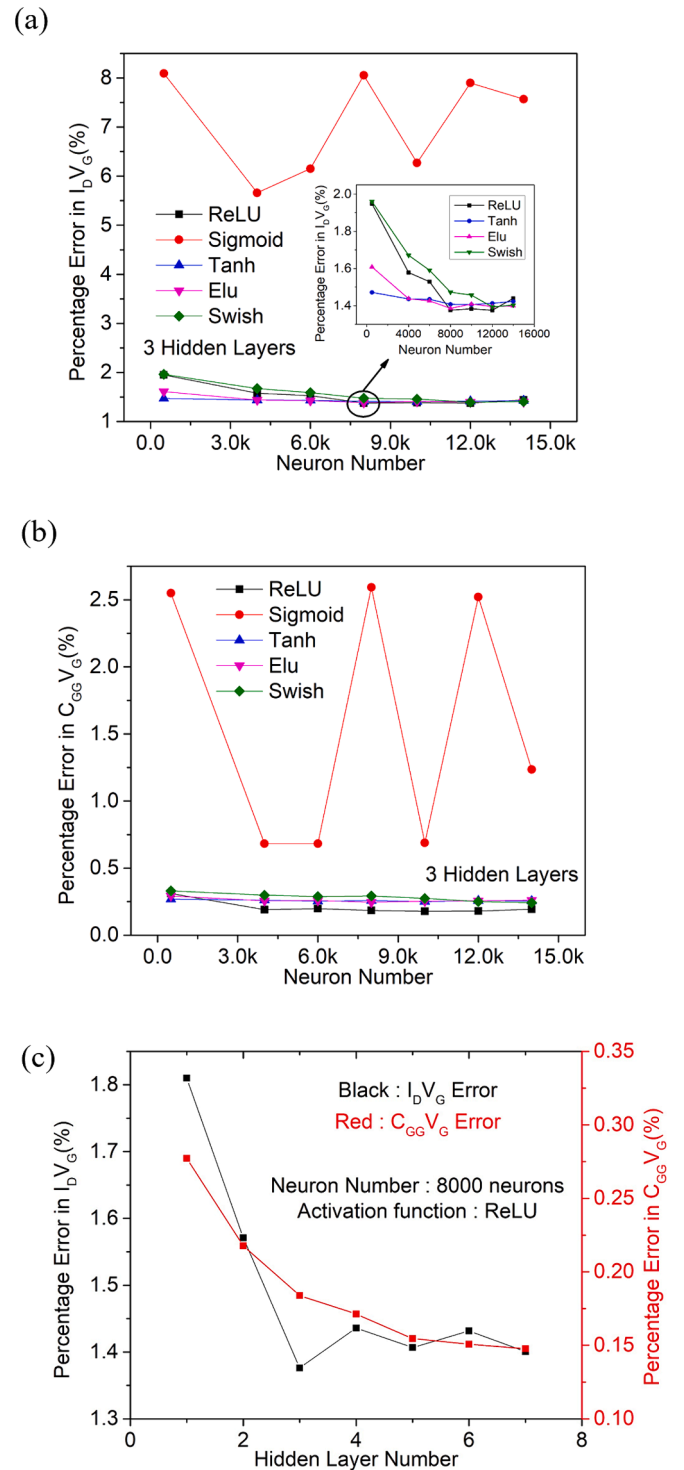 (a)
Percentage Error in I_DV_G(%)
8
7
6
5
4
3
2
1
ReLU
Sigmoid
Tanh
Elu
Swish
3 Hidden Layers
Percentage Error in I_DV_G(%)
2.0
1.8
1.6
1.4
ReLU
Tanh
Elu
Swish
0 4000 8000 12000 16000
Neuron Number
0.0 3.0k 6.0k 9.0k 12.0k 15.0k
Neuron Number
(b)
Percentage Error in C_GGV_G(%)
2.5
2.0
1.5
1.0
0.5
0.0
ReLU
Sigmoid
Tanh
Elu
Swish
3 Hidden Layers
0.0 3.0k 6.0k 9.0k 12.0k 15.0k
Neuron Number
(c)
Percentage Error in I_DV_G(%)
1.8
1.7
1.6
1.5
1.4
1.3
Black : I_DV_G Error
Red : C_GGV_G Error
Neuron Number : 8000 neurons
Activation function : ReLU
0.35
0.30
0.25
0.20
0.15
0.10
Percentage Error in C_GGV_G(%)
0 2 4 6 8
Hidden Layer Number